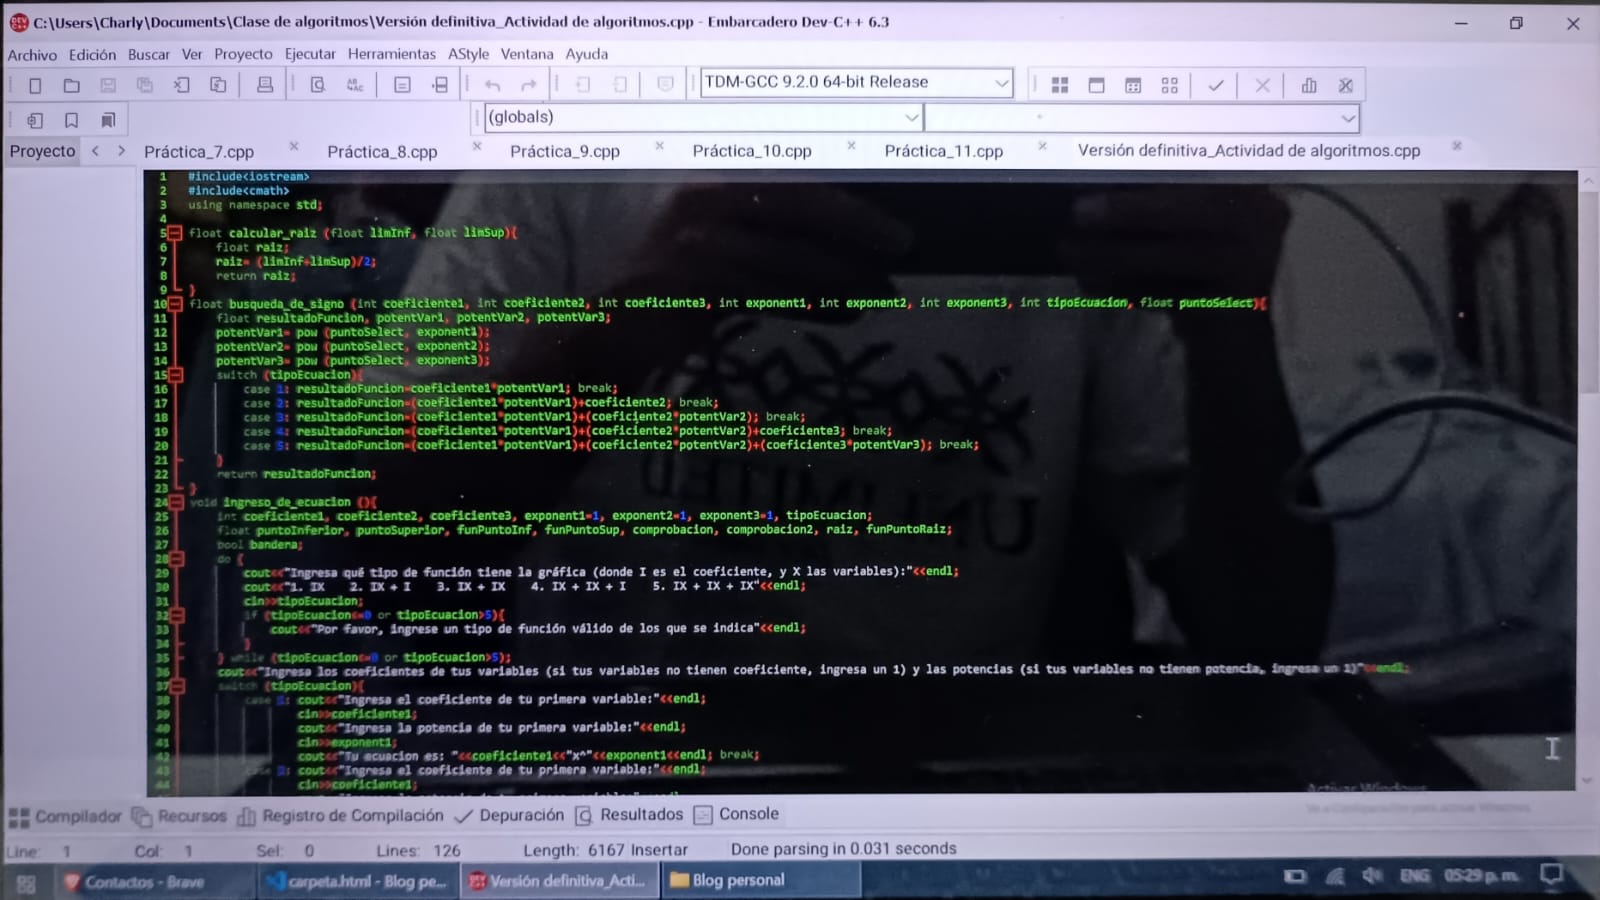 C:\Users\Charly\Documents\Clase de algoritmos\Versión definitiva_Actividad de algoritmos.cpp - Embarcadero Dev-C++ 6.3
Archivo Edición Buscar Ver Proyecto Ejecutar Herramientas AStyle Ventana Ayuda
TDM-GCC 9.2.0 64-bit Release
(globals)
Proyecto Práctica_7.cpp Práctica_8.cpp Práctica_9.cpp Práctica_10.cpp Práctica_11.cpp Versión definitiva_Actividad de algoritmos.cpp
1 #include<iostream>
2 #include<cmath>
3 using namespace std;
4
5 float calcular_raiz (float limInf, float limSup){
6 float raiz;
7 raiz= (limInf+limSup)/2;
8 return raiz;
9 }
10 float busqueda_de_signo (int coeficiente1, int coeficiente2, int coeficiente3, int exponent1, int exponent2, int exponent3, int tipoEcuacion, float puntoSelect){
11 float resultadoFuncion, potentVar1, potentVar2, potentVar3;
12 potentVar1= pow (puntoSelect, exponent1);
13 potentVar2= pow (puntoSelect, exponent2);
14 potentVar3= pow (puntoSelect, exponent3);
15 switch (tipoEcuacion){
16 case 1: resultadoFuncion=coeficiente1*potentVar1; break;
17 case 2: resultadoFuncion=(coeficiente1*potentVar1)+coeficiente2; break;
18 case 3: resultadoFuncion=(coeficiente1*potentVar1)+(coeficiente2*potentVar2); break;
19 case 4: resultadoFuncion=(coeficiente1*potentVar1)+(coeficiente2*potentVar2)+coeficiente3; break;
20 case 5: resultadoFuncion=(coeficiente1*potentVar1)+(coeficiente2*potentVar2)+(coeficiente3*potentVar3); break;
21 }
22 return resultadoFuncion;
23 }
24 void ingreso_de_ecuacion (){
25 int coeficiente1, coeficiente2, coeficiente3, exponent1=1, exponent2=1, exponent3=1, tipoEcuacion;
26 float puntoInferior, puntoSuperior, funPuntoInf, funPuntoSup, comprobacion, comprobacion2, raiz, funPuntoRaiz;
27 bool bandera;
28 do {
29 cout<<"Ingresa qué tipo de función tiene la gráfica (donde I es el coeficiente, y X las variables):"<<endl;
30 cout<<"1. IX 2. IX + I 3. IX + IX 4. IX + IX + I 5. IX + IX + IX"<<endl;
31 cin>>tipoEcuacion;
32 if (tipoEcuacion<=0 or tipoEcuacion>5){
33 cout<<"Por favor, ingrese un tipo de función válido de los que se indica"<<endl;
34 }
35 } while (tipoEcuacion<=0 or tipoEcuacion>5);
36 cout<<"Ingresa los coeficientes de tus variables (si tus variables no tienen coeficiente, ingresa un 1) y las potencias (si tus variables no tienen potencia, ingresa un 1)"<<endl;
37 switch (tipoEcuacion){
38 case 1: cout<<"Ingresa el coeficiente de tu primera variable:"<<endl;
39 cin>>coeficiente1;
40 cout<<"Ingresa la potencia de tu primera variable:"<<endl;
41 cin>>exponent1;
42 cout<<"Tu ecuacion es: "<<coeficiente1<<"x^"<<exponent1<<endl; break;
43 case 2: cout<<"Ingresa el coeficiente de tu primera variable:"<<endl;
44 cin>>coeficiente1;
UNLIMITED
Activar Windows
Compilador Recursos Registro de Compilación Depuración Resultados Console
Line: 1 Col: 1 Sel: 0 Lines: 126 Length: 6167 Insertar Done parsing in 0.031 seconds
Contactos - Brave carpeta.html - Blog pe... Versión definitiva_Acti... Blog personal ENG 05:29 p. m.